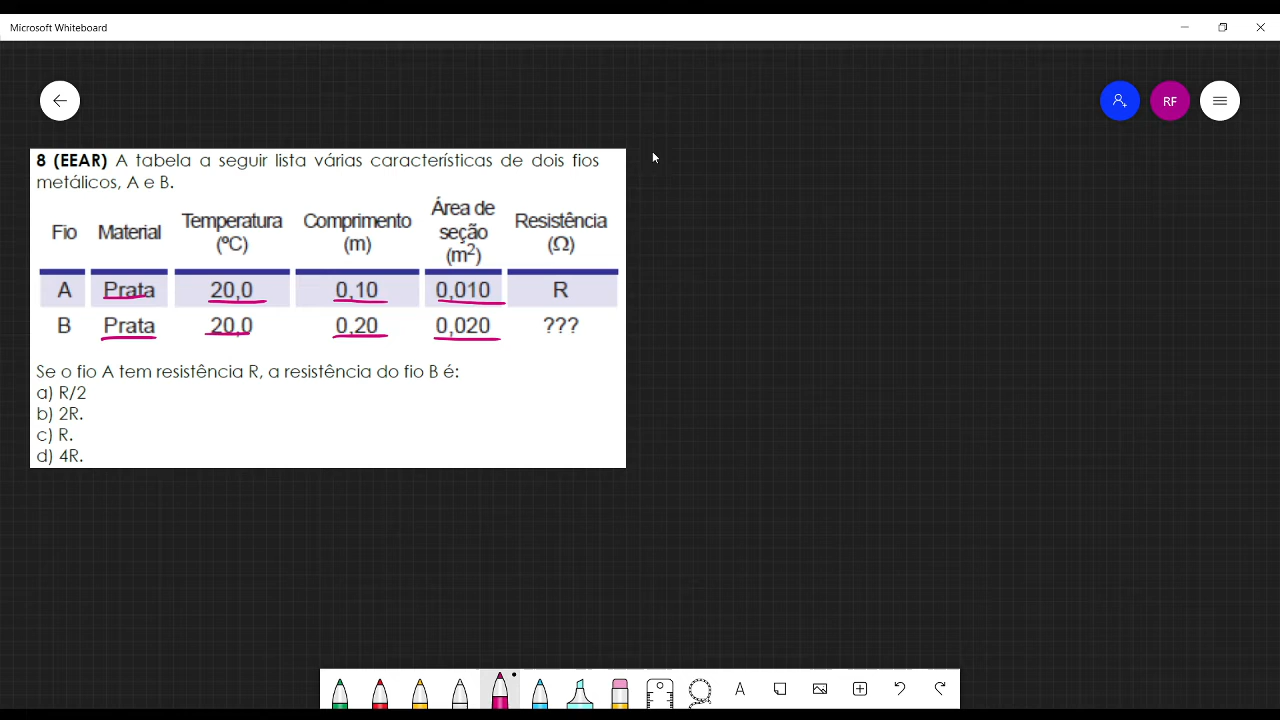 Microsoft Whiteboard
RF
8 (EEAR) A tabela a seguir lista várias características de dois fios
metálicos, A e B.
Fio Material Temperatura (ºC) Comprimento (m) Área de seção (m²) Resistência (Ω)
A Prata 20,0 0,10 0,010 R
B Prata 20,0 0,20 0,020 ???
Se o fio A tem resistência R, a resistência do fio B é:
a) R/2
b) 2R.
c) R.
d) 4R.
A